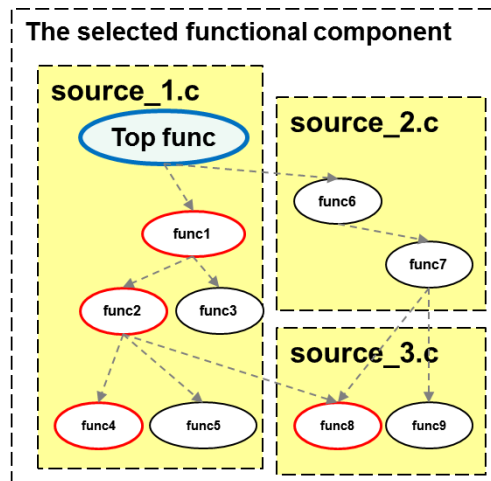 The selected functional component
source_1.c
Top func
func1
func2
func3
func4
func5
source_2.c
func6
func7
source_3.c
func8
func9